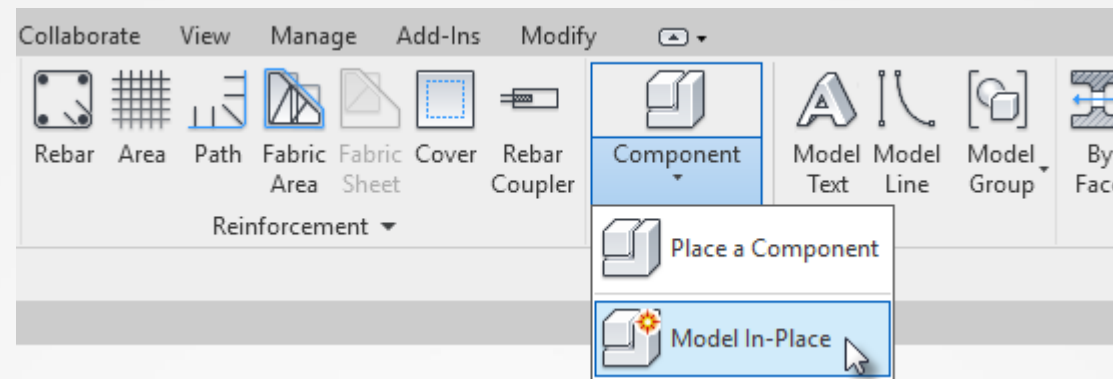 Collaborate View Manage Add-Ins Modify
Rebar Area Path Fabric Fabric Cover Rebar Component Model Model Model By
Area Sheet Coupler Text Line Group
Reinforcement
Place a Component
Model In-Place